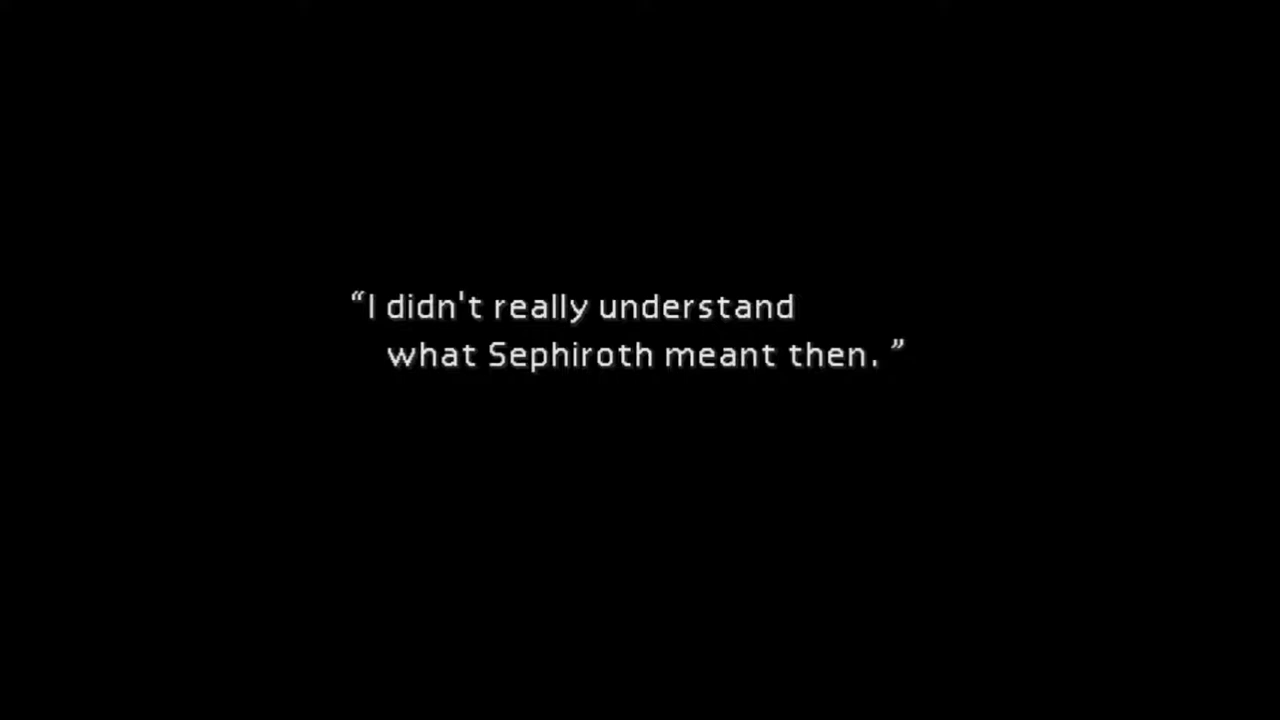 “I didn't really understand
what Sephiroth meant then. ”